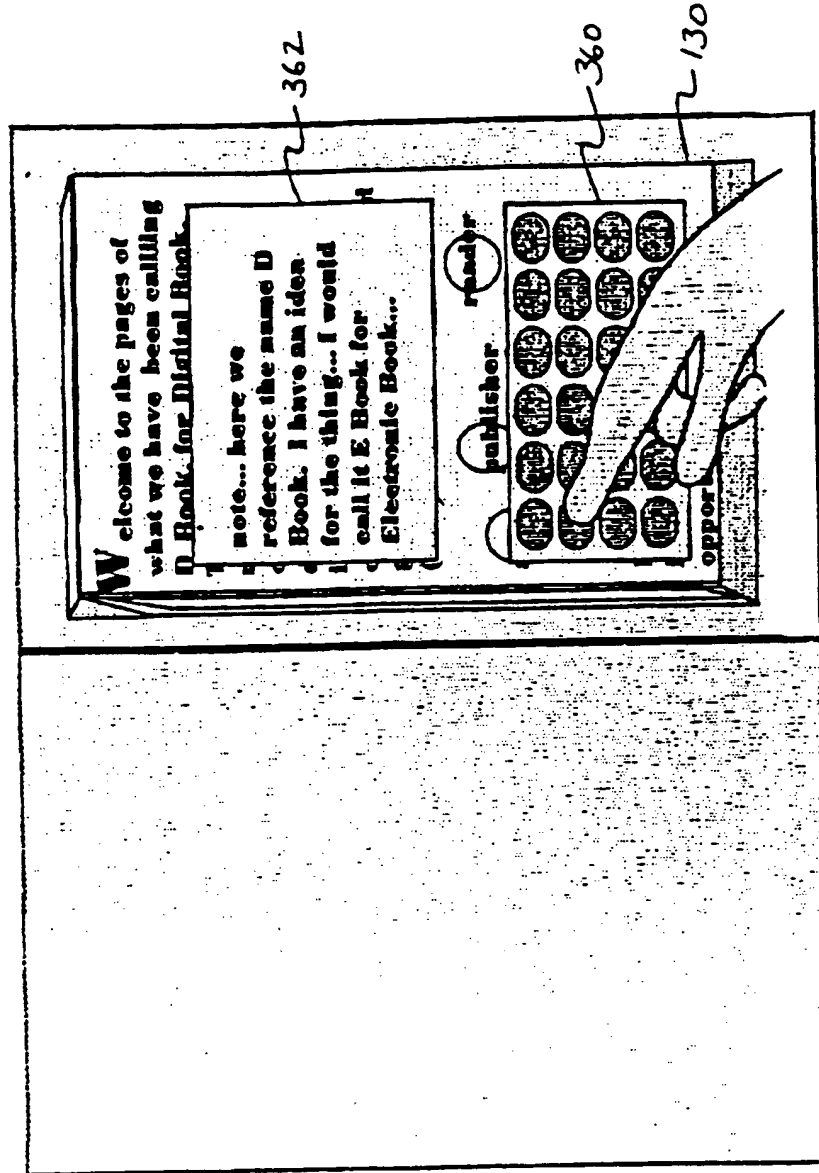 Welcome to the pages of
what we have been callling
D Book, for Digital Book.
note... here we
reference the name D
Book. I have an idea
for the thing... I would
call it E Book for
Electronic Book...
publisher reader
oppor
362
360
130